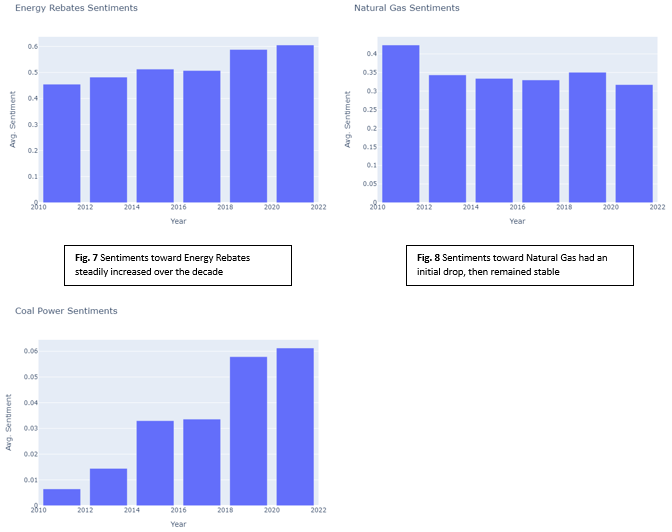 Energy Rebates Sentiments
0.6
0.5
0.4
0.3
0.2
0.1
0
2010 2012 2014 2016 2018 2020 2022
Avg. Sentiment
Year
Natural Gas Sentiments
0.4
0.35
0.3
0.25
0.2
0.15
0.1
0.05
0
2010 2012 2014 2016 2018 2020 2022
Avg. Sentiment
Year
Fig. 7 Sentiments toward Energy Rebates
steadily increased over the decade
Fig. 8 Sentiments toward Natural Gas had an
initial drop, then remained stable
Coal Power Sentiments
0.06
0.05
0.04
0.03
0.02
0.01
0
2010 2012 2014 2016 2018 2020 2022
Avg. Sentiment
Year